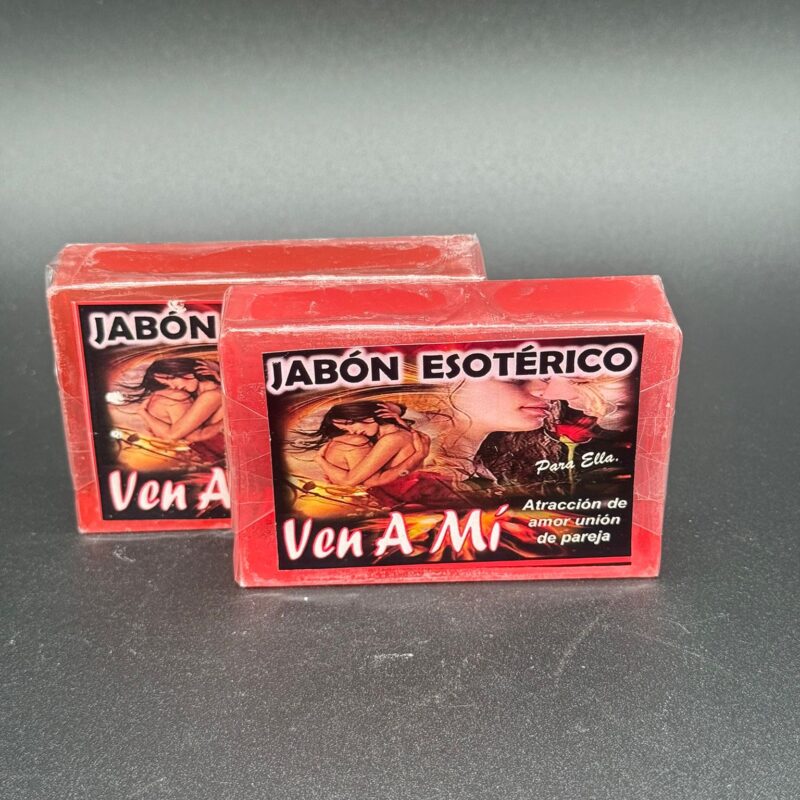 JABÓN
Ven A
JABÓN ESOTÉRICO
Para Ella.
Ven A Mí
Atracción de
amor unión
de pareja